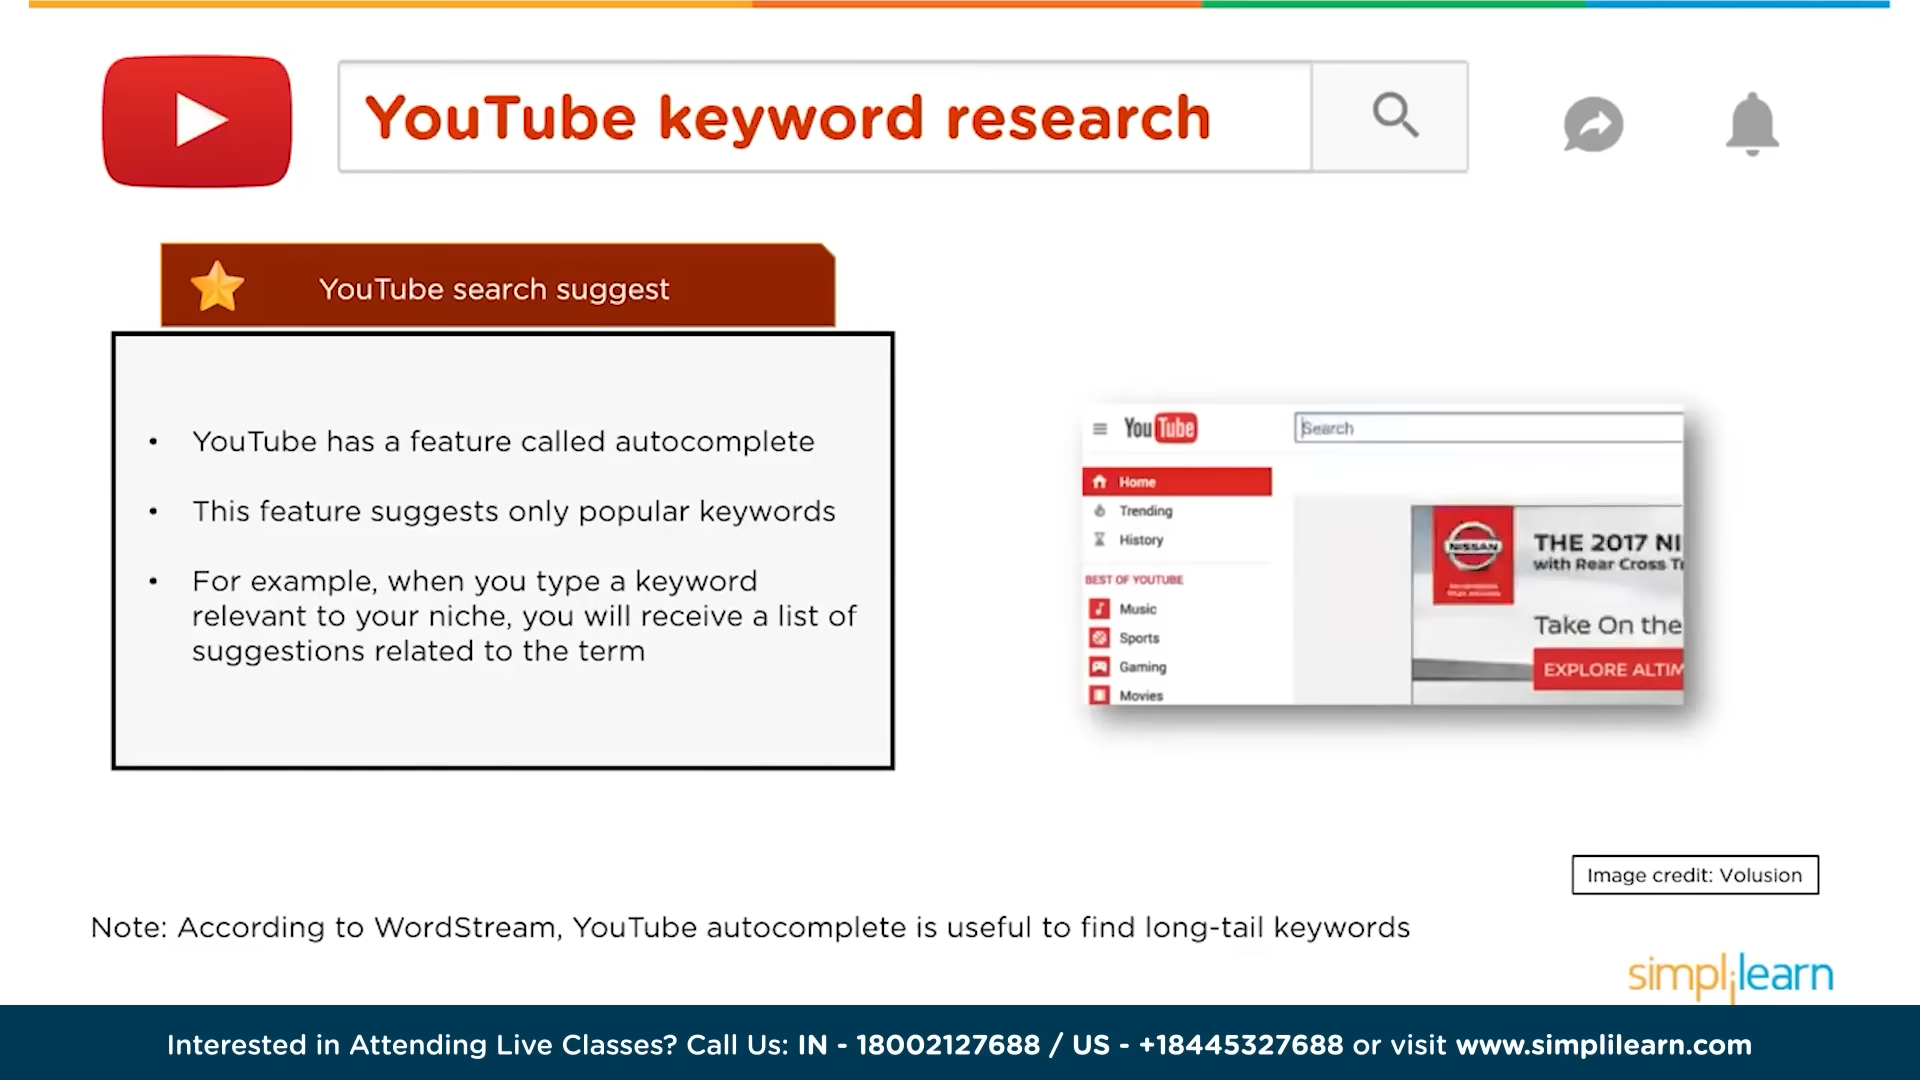 YouTube keyword research
YouTube search suggest
• YouTube has a feature called autocomplete
• This feature suggests only popular keywords
• For example, when you type a keyword
relevant to your niche, you will receive a list of
suggestions related to the term
YouTube
Search
Home
Trending
History
BEST OF YOUTUBE
Music
Sports
Gaming
Movies
NISSAN
THE 2017 NI
with Rear Cross Tr
Take On the
EXPLORE ALTIM
Image credit: Volusion
Note: According to WordStream, YouTube autocomplete is useful to find long-tail keywords
simplilearn
Interested in Attending Live Classes? Call Us: IN - 18002127688 / US - +18445327688 or visit www.simplilearn.com